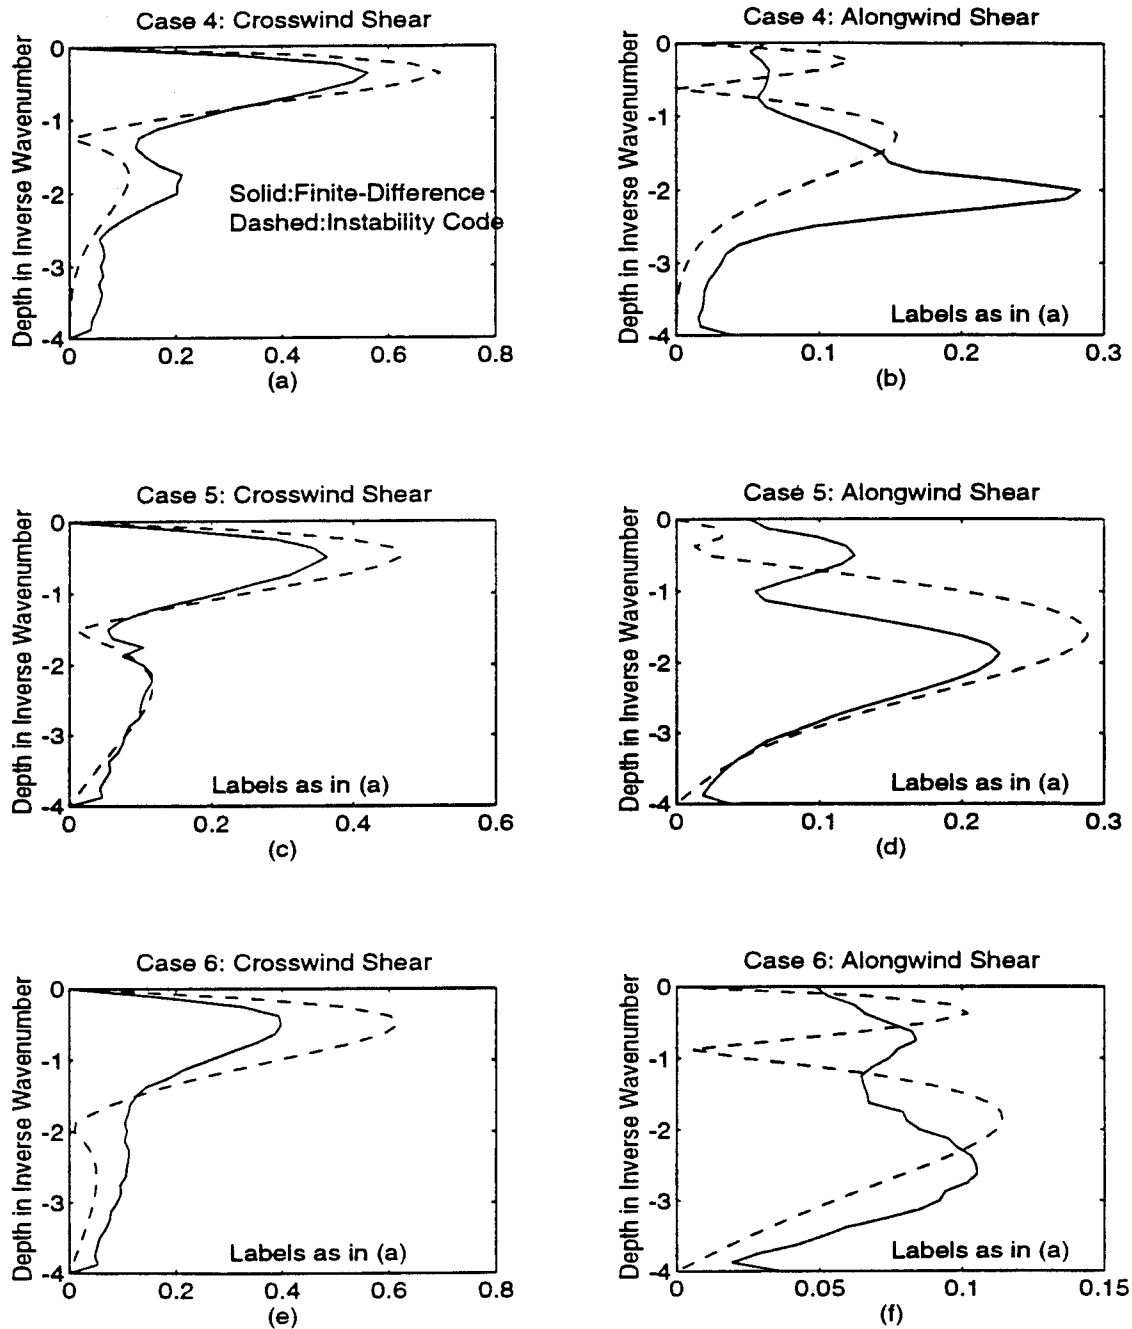 Case 4: Crosswind Shear
Depth in Inverse Wavenumber
0
-1
-2
-3
-4
Solid:Finite-Difference
Dashed:Instability Code
0 0.2 0.4 0.6 0.8
(a)
Case 4: Alongwind Shear
Depth in Inverse Wavenumber
0
-1
-2
-3
-4
Labels as in (a)
0 0.1 0.2 0.3
(b)
Case 5: Crosswind Shear
Depth in Inverse Wavenumber
0
-1
-2
-3
-4
Labels as in (a)
0 0.2 0.4 0.6
(c)
Case 5: Alongwind Shear
Depth in Inverse Wavenumber
0
-1
-2
-3
-4
Labels as in (a)
0 0.1 0.2 0.3
(d)
Case 6: Crosswind Shear
Depth in Inverse Wavenumber
0
-1
-2
-3
-4
Labels as in (a)
0 0.2 0.4 0.6 0.8
(e)
Case 6: Alongwind Shear
Depth in Inverse Wavenumber
0
-1
-2
-3
-4
Labels as in (a)
0 0.05 0.1 0.15
(f)